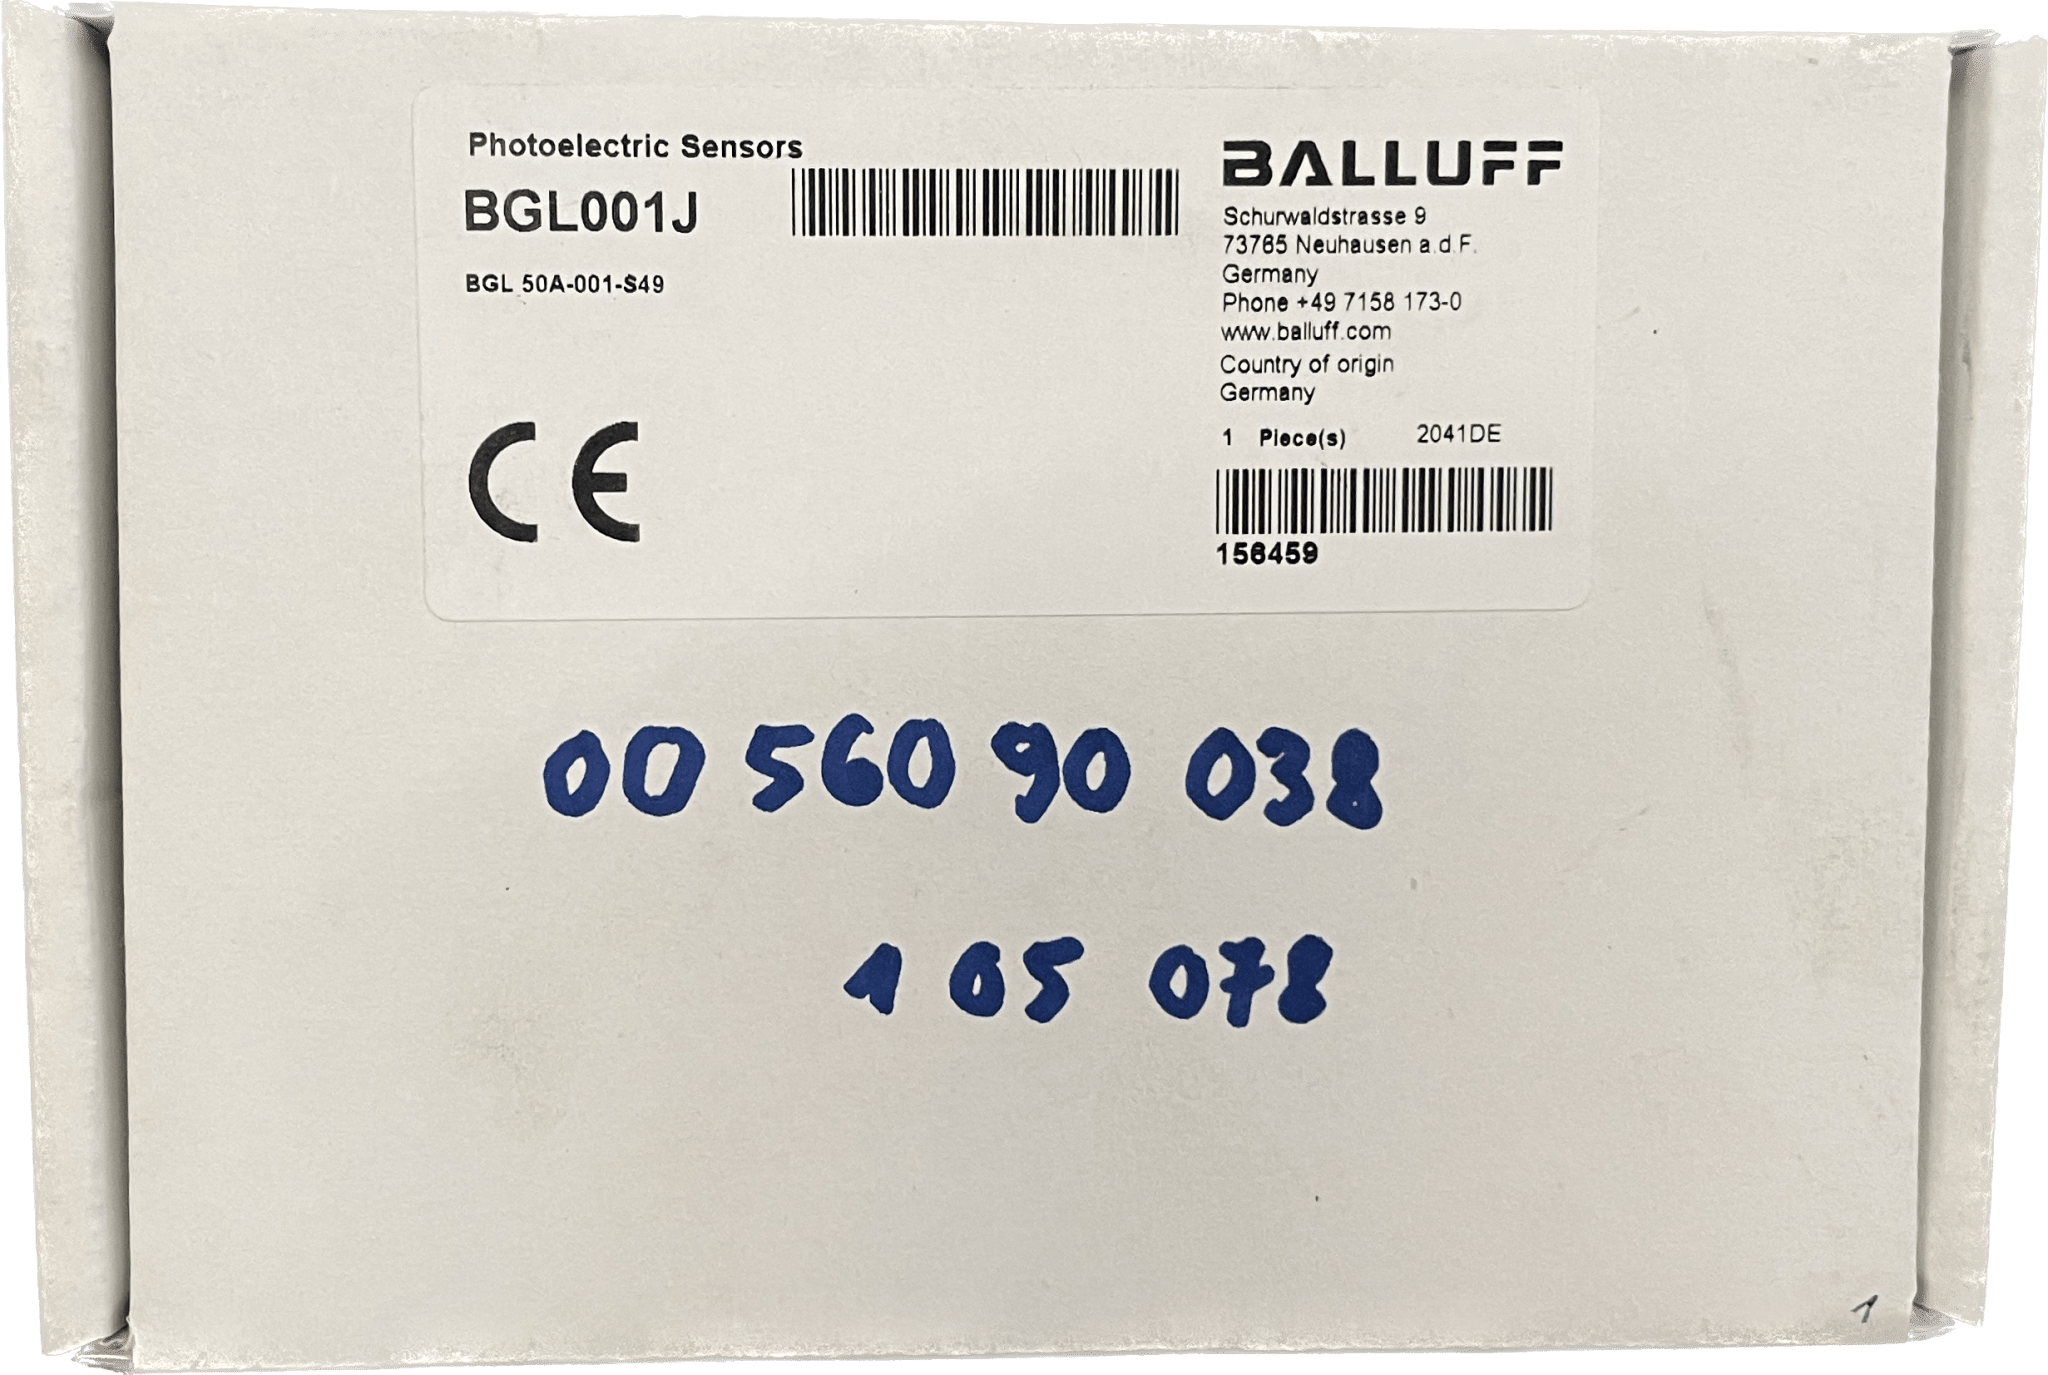 Photoelectric Sensors
BGL001J
BGL 50A-001-S49
CE
BALLUFF
Schurwaldstrasse 9
73765 Neuhausen a.d.F.
Germany
Phone +49 7158 173-0
www.balluff.com
Country of origin
Germany
1 Piece(s) 2041DE
156459
00 560 90 038
1 05 078
1